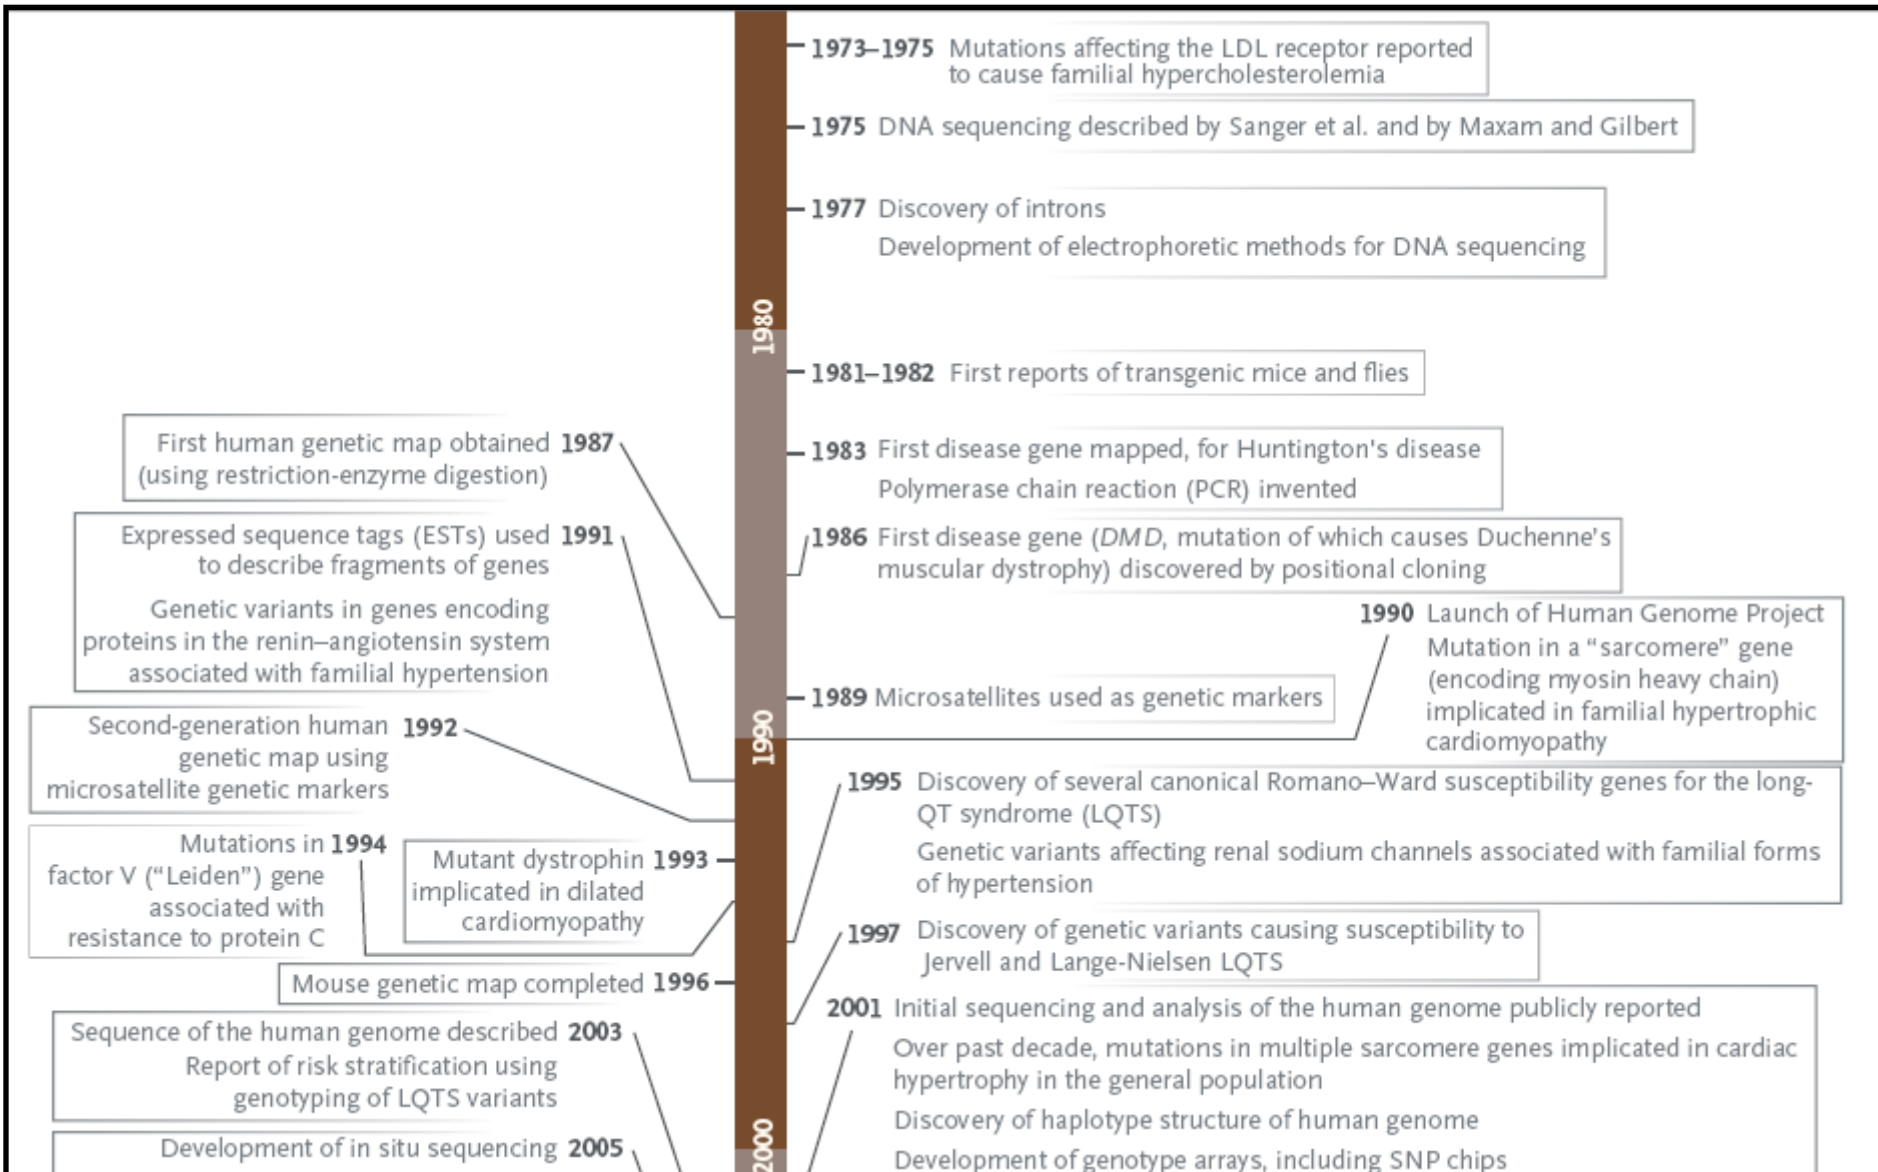 1973–1975 Mutations affecting the LDL receptor reported
to cause familial hypercholesterolemia
1975 DNA sequencing described by Sanger et al. and by Maxam and Gilbert
1977 Discovery of introns
Development of electrophoretic methods for DNA sequencing
1980
1981–1982 First reports of transgenic mice and flies
First human genetic map obtained 1987
(using restriction-enzyme digestion)
1983 First disease gene mapped, for Huntington's disease
Polymerase chain reaction (PCR) invented
Expressed sequence tags (ESTs) used 1991
to describe fragments of genes
Genetic variants in genes encoding
proteins in the renin–angiotensin system
associated with familial hypertension
1986 First disease gene (DMD, mutation of which causes Duchenne's
muscular dystrophy) discovered by positional cloning
1990 Launch of Human Genome Project
Mutation in a “sarcomere” gene
(encoding myosin heavy chain)
implicated in familial hypertrophic
cardiomyopathy
1989 Microsatellites used as genetic markers
1990
Second-generation human 1992
genetic map using
microsatellite genetic markers
1995 Discovery of several canonical Romano–Ward susceptibility genes for the long-
QT syndrome (LQTS)
Genetic variants affecting renal sodium channels associated with familial forms
of hypertension
Mutations in 1994
factor V (“Leiden”) gene
associated with
resistance to protein C
Mutant dystrophin 1993
implicated in dilated
cardiomyopathy
1997 Discovery of genetic variants causing susceptibility to
Jervell and Lange-Nielsen LQTS
Mouse genetic map completed 1996
2001 Initial sequencing and analysis of the human genome publicly reported
Over past decade, mutations in multiple sarcomere genes implicated in cardiac
hypertrophy in the general population
Discovery of haplotype structure of human genome
Development of genotype arrays, including SNP chips
Sequence of the human genome described 2003
Report of risk stratification using
genotyping of LQTS variants
Development of in situ sequencing 2005
2000